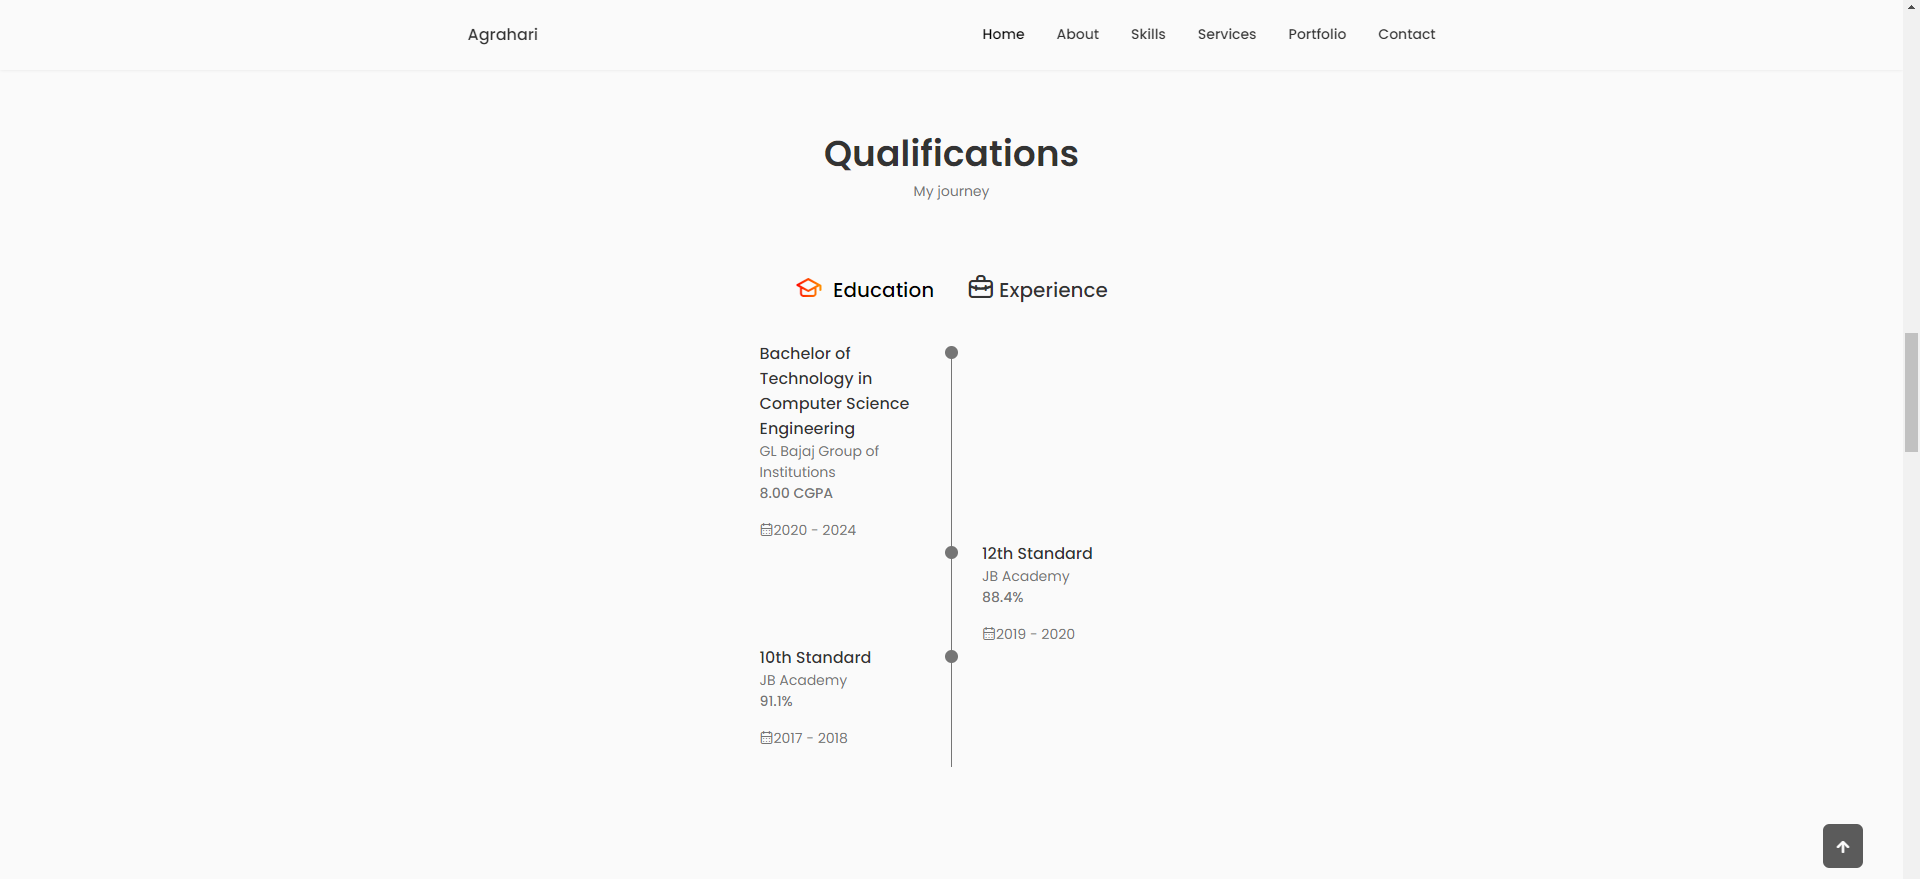 Agrahari
Home About Skills Services Portfolio Contact
Qualifications
My journey
Education Experience
Bachelor of
Technology in
Computer Science
Engineering
GL Bajaj Group of
Institutions
8.00 CGPA
2020 - 2024
12th Standard
JB Academy
88.4%
2019 - 2020
10th Standard
JB Academy
91.1%
2017 - 2018